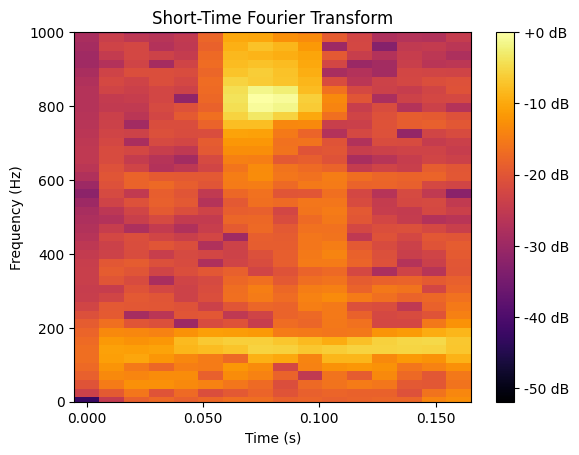 Short-Time Fourier Transform
1000
800
600
400
200
0
Frequency (Hz)
0.000
0.050
0.100
0.150
Time (s)
+0 dB
-10 dB
-20 dB
-30 dB
-40 dB
-50 dB